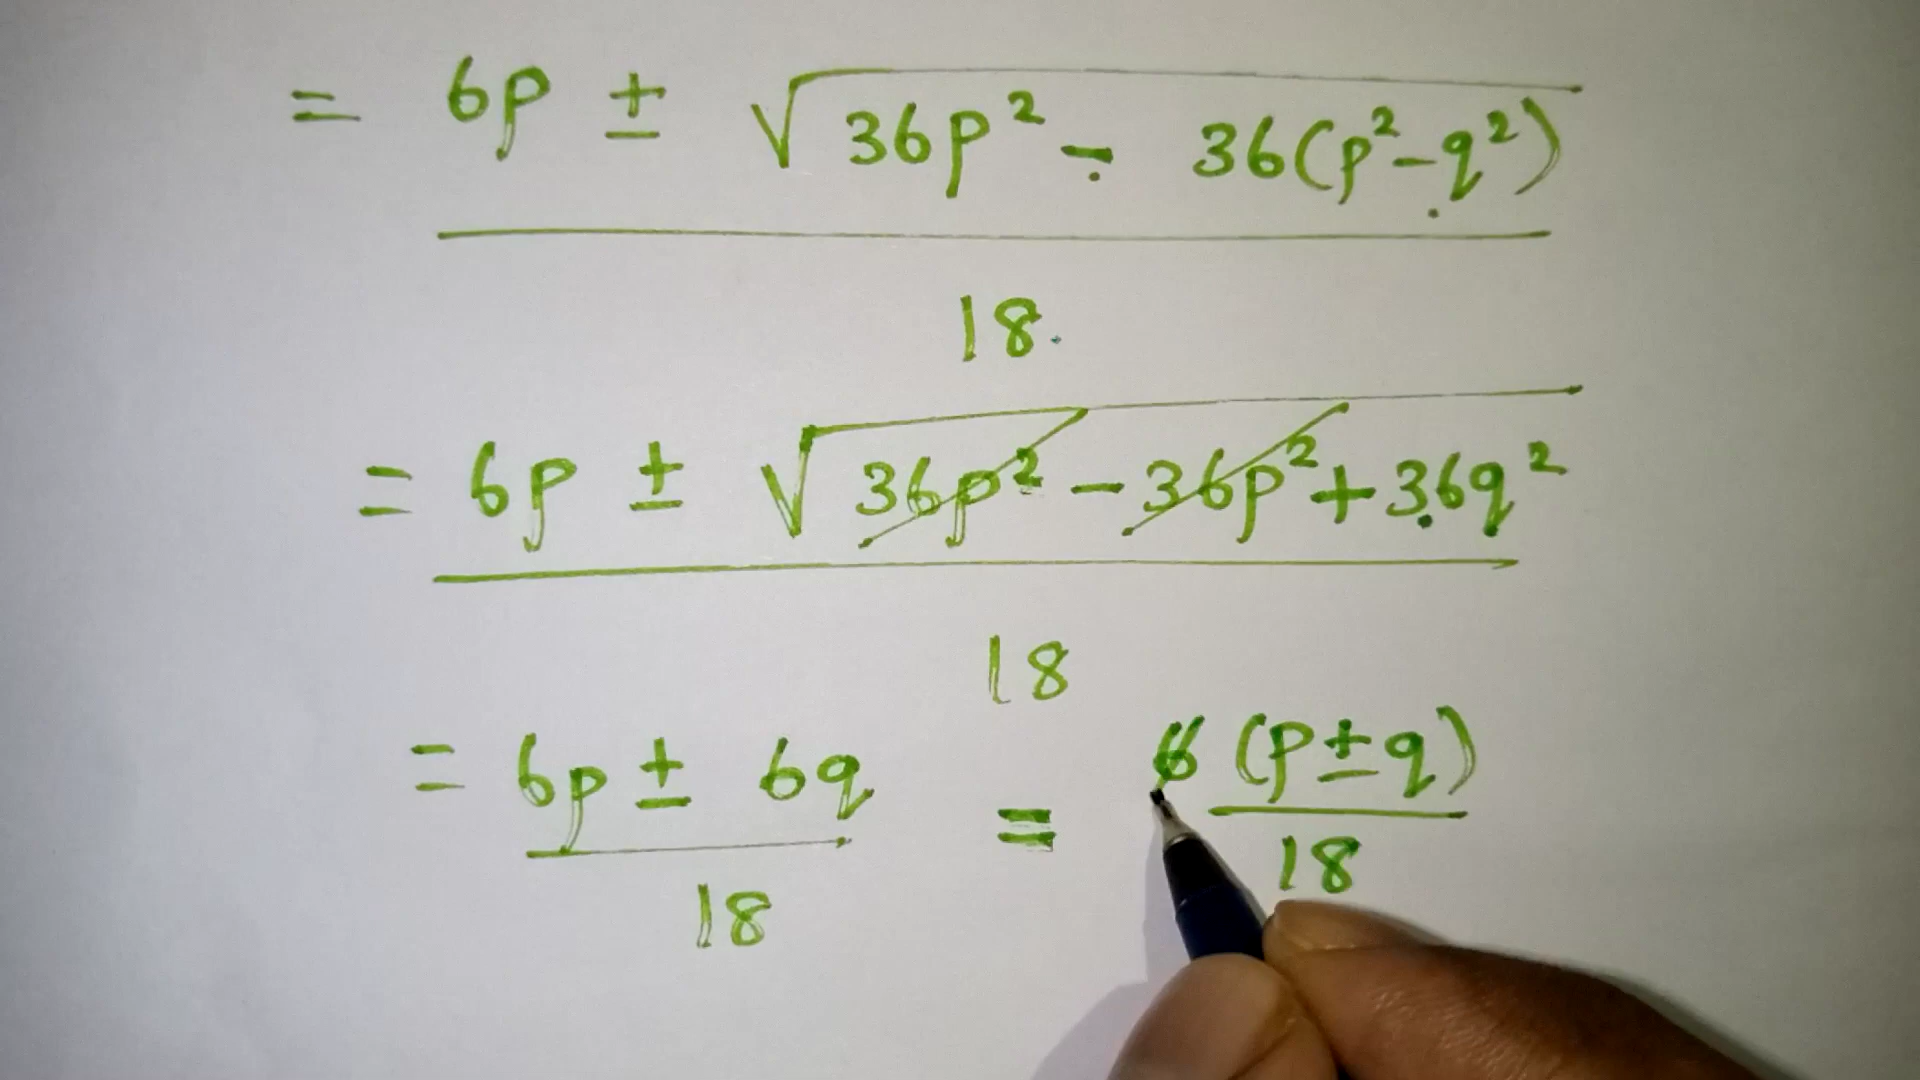 = 6p ± √36p² - 36(p²-q²)
18.
= 6p ± √36p² - 36p² + 36q²
18
= 6p ± 6q = 6 (p±q)
18 18